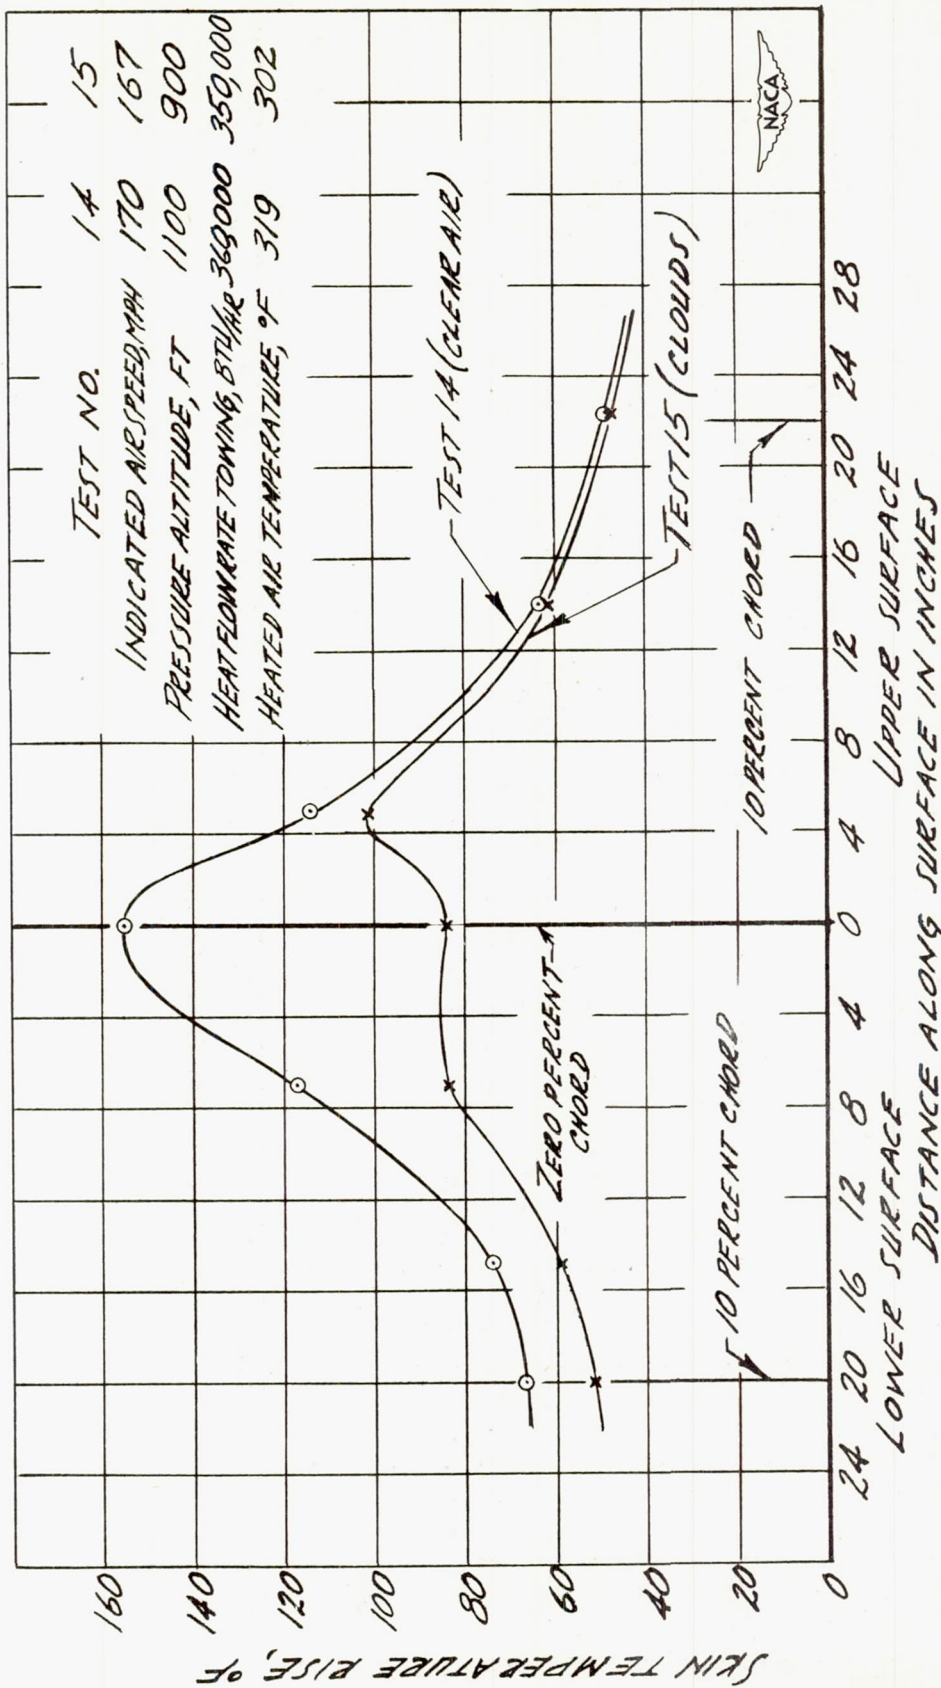 TEST NO. 14 15
INDICATED AIRSPEED, MPH 170 167
PRESSURE ALTITUDE, FT 1100 900
HEAT FLOW RATE TO WING, BTU/HR 360,000 350,000
HEATED AIR TEMPERATURE, °F 319 302
TEST 14 (CLEAR AIR)
TEST 15 (CLOUDS)
ZERO PERCENT
CHORD
10 PERCENT CHORD
10 PERCENT CHORD
NACA
SKIN TEMPERATURE RISE, °F
160
140
120
100
80
60
40
20
0
24 20 16 12 8 4 0 4 8 12 16 20 24 28
LOWER SURFACE UPPER SURFACE
DISTANCE ALONG SURFACE IN INCHES